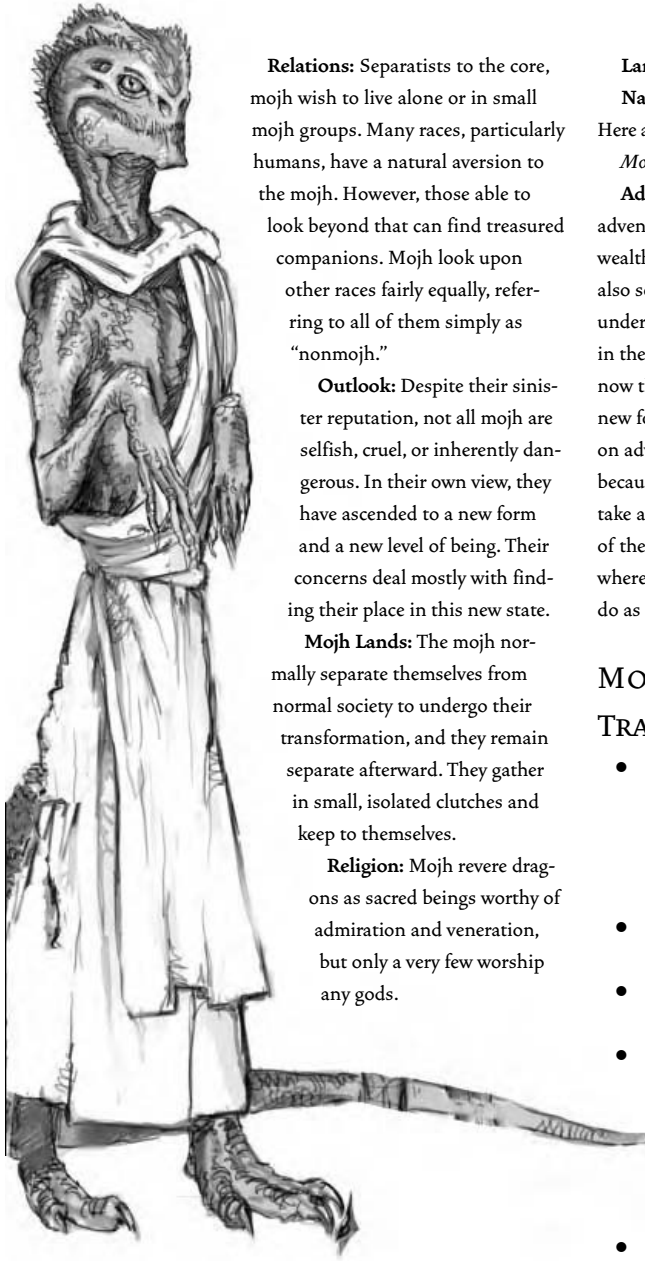 Relations: Separatists to the core,
mojh wish to live alone or in small
mojh groups. Many races, particularly
humans, have a natural aversion to
the mojh. However, those able to
look beyond that can find treasured
companions. Mojh look upon
other races fairly equally, refer-
ring to all of them simply as
“nonmojh.”
Outlook: Despite their sinis-
ter reputation, not all mojh are
selfish, cruel, or inherently dan-
gerous. In their own view, they
have ascended to a new form
and a new level of being. Their
concerns deal mostly with find-
ing their place in this new state.
Mojh Lands: The mojh nor-
mally separate themselves from
normal society to undergo their
transformation, and they remain
separate afterward. They gather
in small, isolated clutches and
keep to themselves.
Religion: Mojh revere drag-
ons as sacred beings worthy of
admiration and veneration,
but only a very few worship
any gods.
Lan
Na
Here a
Mo
Ad
adven
wealth
also se
under
in the
now t
new fo
on adv
becau
take a
of the
where
do as
MO
TRA